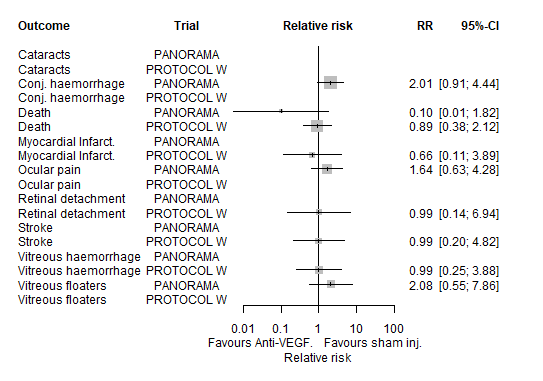 Outcome Trial Relative risk RR 95%-CI
Cataracts PANORAMA
Cataracts PROTOCOL W
Conj. haemorrhage PANORAMA 2.01 [0.91; 4.44]
Conj. haemorrhage PROTOCOL W
Death PANORAMA 0.10 [0.01; 1.82]
Death PROTOCOL W 0.89 [0.38; 2.12]
Myocardial Infarct. PANORAMA
Myocardial Infarct. PROTOCOL W 0.66 [0.11; 3.89]
Ocular pain PANORAMA 1.64 [0.63; 4.28]
Ocular pain PROTOCOL W
Retinal detachment PANORAMA
Retinal detachment PROTOCOL W 0.99 [0.14; 6.94]
Stroke PANORAMA
Stroke PROTOCOL W 0.99 [0.20; 4.82]
Vitreous haemorrhage PANORAMA
Vitreous haemorrhage PROTOCOL W 0.99 [0.25; 3.88]
Vitreous floaters PANORAMA 2.08 [0.55; 7.86]
Vitreous floaters PROTOCOL W
0.01 0.1 1 10 100
Favours Anti-VEGF. Favours sham inj.
Relative risk